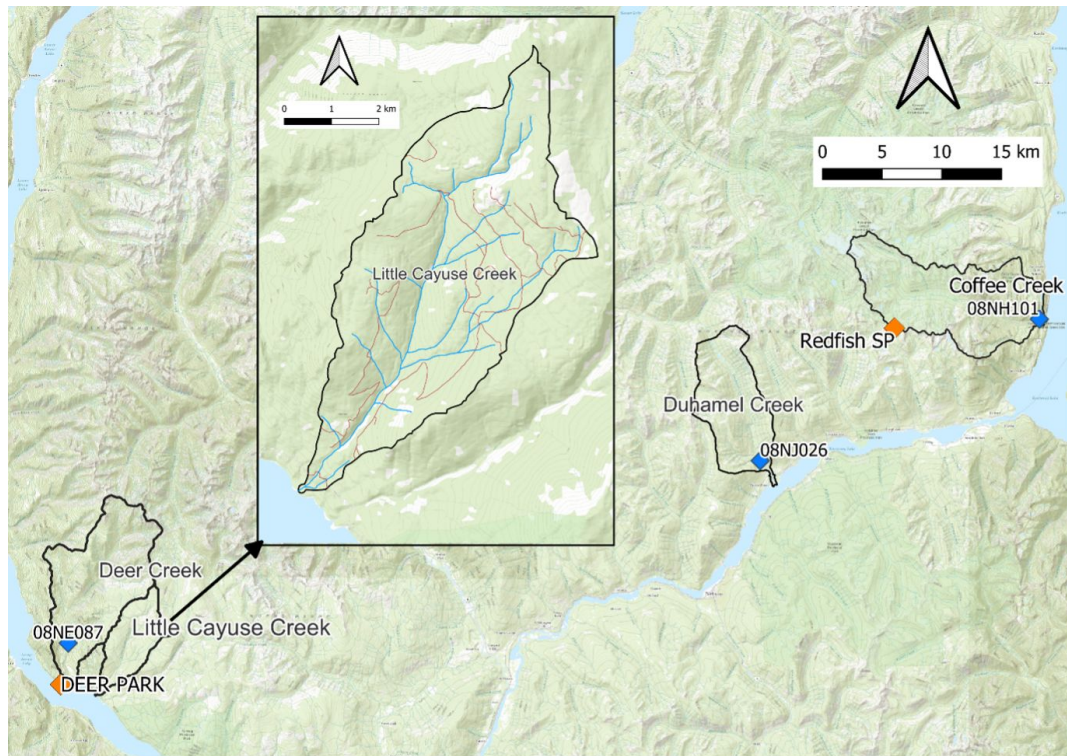 0 1 2 km
Little Cayuse Creek
0 5 10 15 km
Coffee Creek
08NH101
Redfish SP
Duhamel Creek
08NJ026
Deer Creek
08NE087
Little Cayuse Creek
DEER PARK